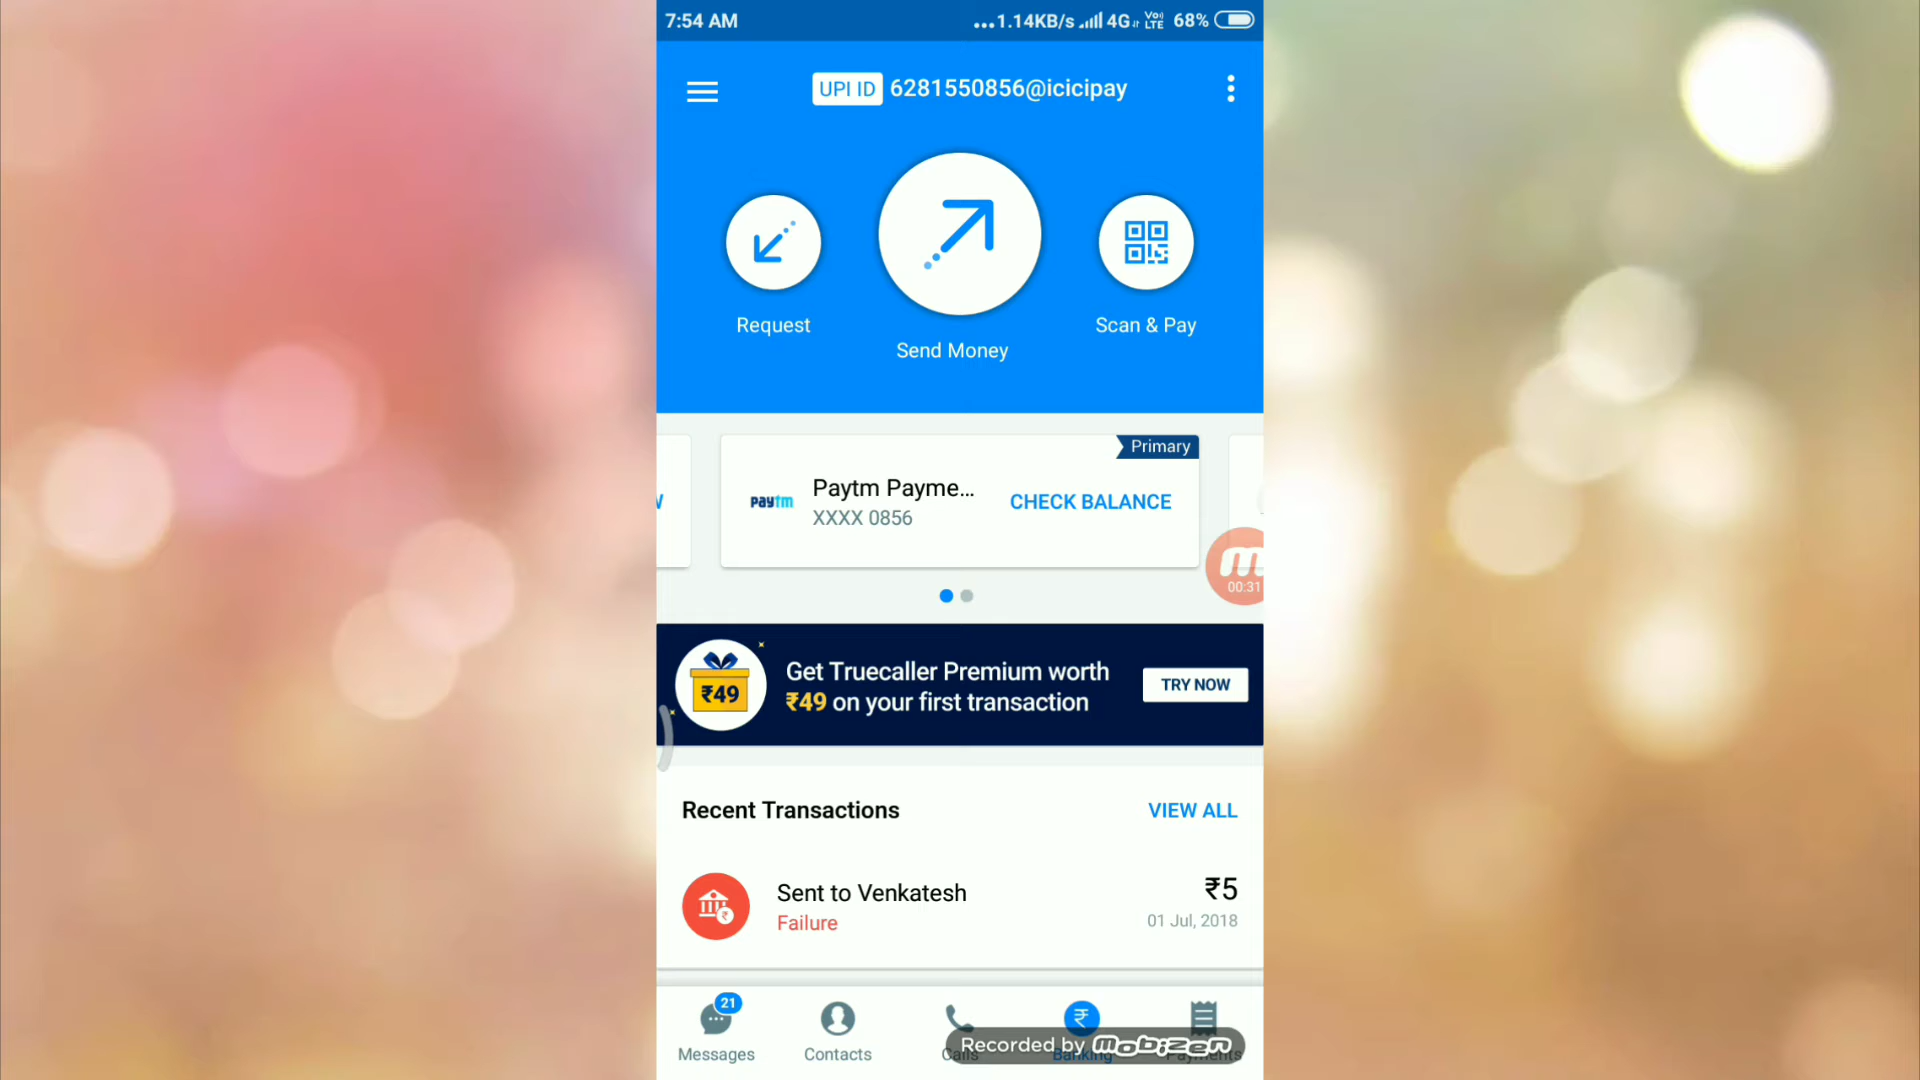 7:54 AM
...1.14KB/s 4G VoLTE 68%
UPI ID 6281550856@icicipay
Request
Send Money
Scan & Pay
Primary
paytm
Paytm Payme...
CHECK BALANCE
XXXX 0856
m
00:31
₹49
Get Truecaller Premium worth
₹49 on your first transaction
TRY NOW
Recent Transactions
VIEW ALL
Sent to Venkatesh
₹5
Failure
01 Jul, 2018
21
Messages
Contacts
Calls
Banking
Payments
Recorded by mobizen